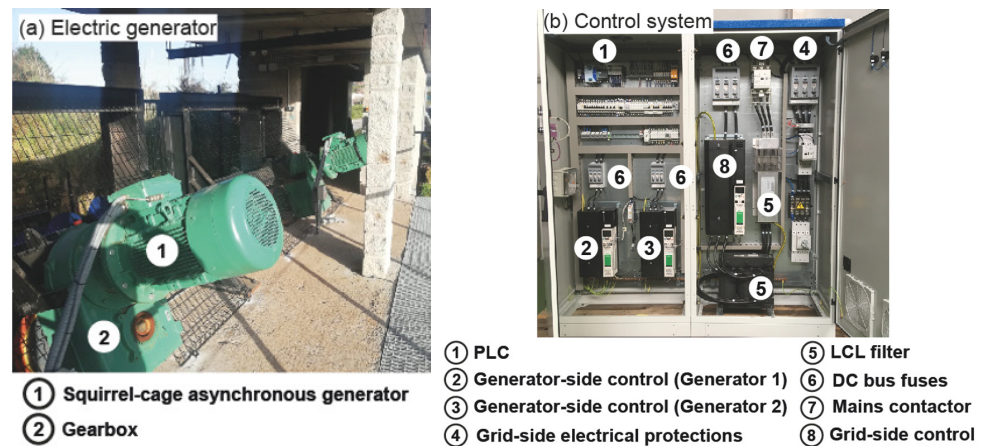 (a) Electric generator
1
2
1 Squirrel-cage asynchronous generator
2 Gearbox
(b) Control system
1
6
7
4
6
6
8
5
2
3
5
1 PLC
2 Generator-side control (Generator 1)
3 Generator-side control (Generator 2)
4 Grid-side electrical protections
5 LCL filter
6 DC bus fuses
7 Mains contactor
8 Grid-side control